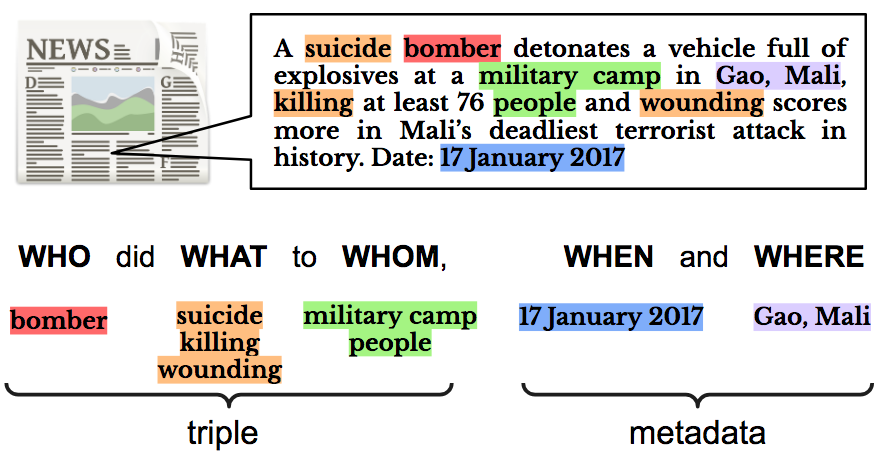 NEWS
D
G
F
A suicide bomber detonates a vehicle full of
explosives at a military camp in Gao, Mali,
killing at least 76 people and wounding scores
more in Mali’s deadliest terrorist attack in
history. Date: 17 January 2017
WHO did WHAT to WHOM, WHEN and WHERE
bomber suicide military camp 17 January 2017 Gao, Mali
killing people
wounding
triple metadata